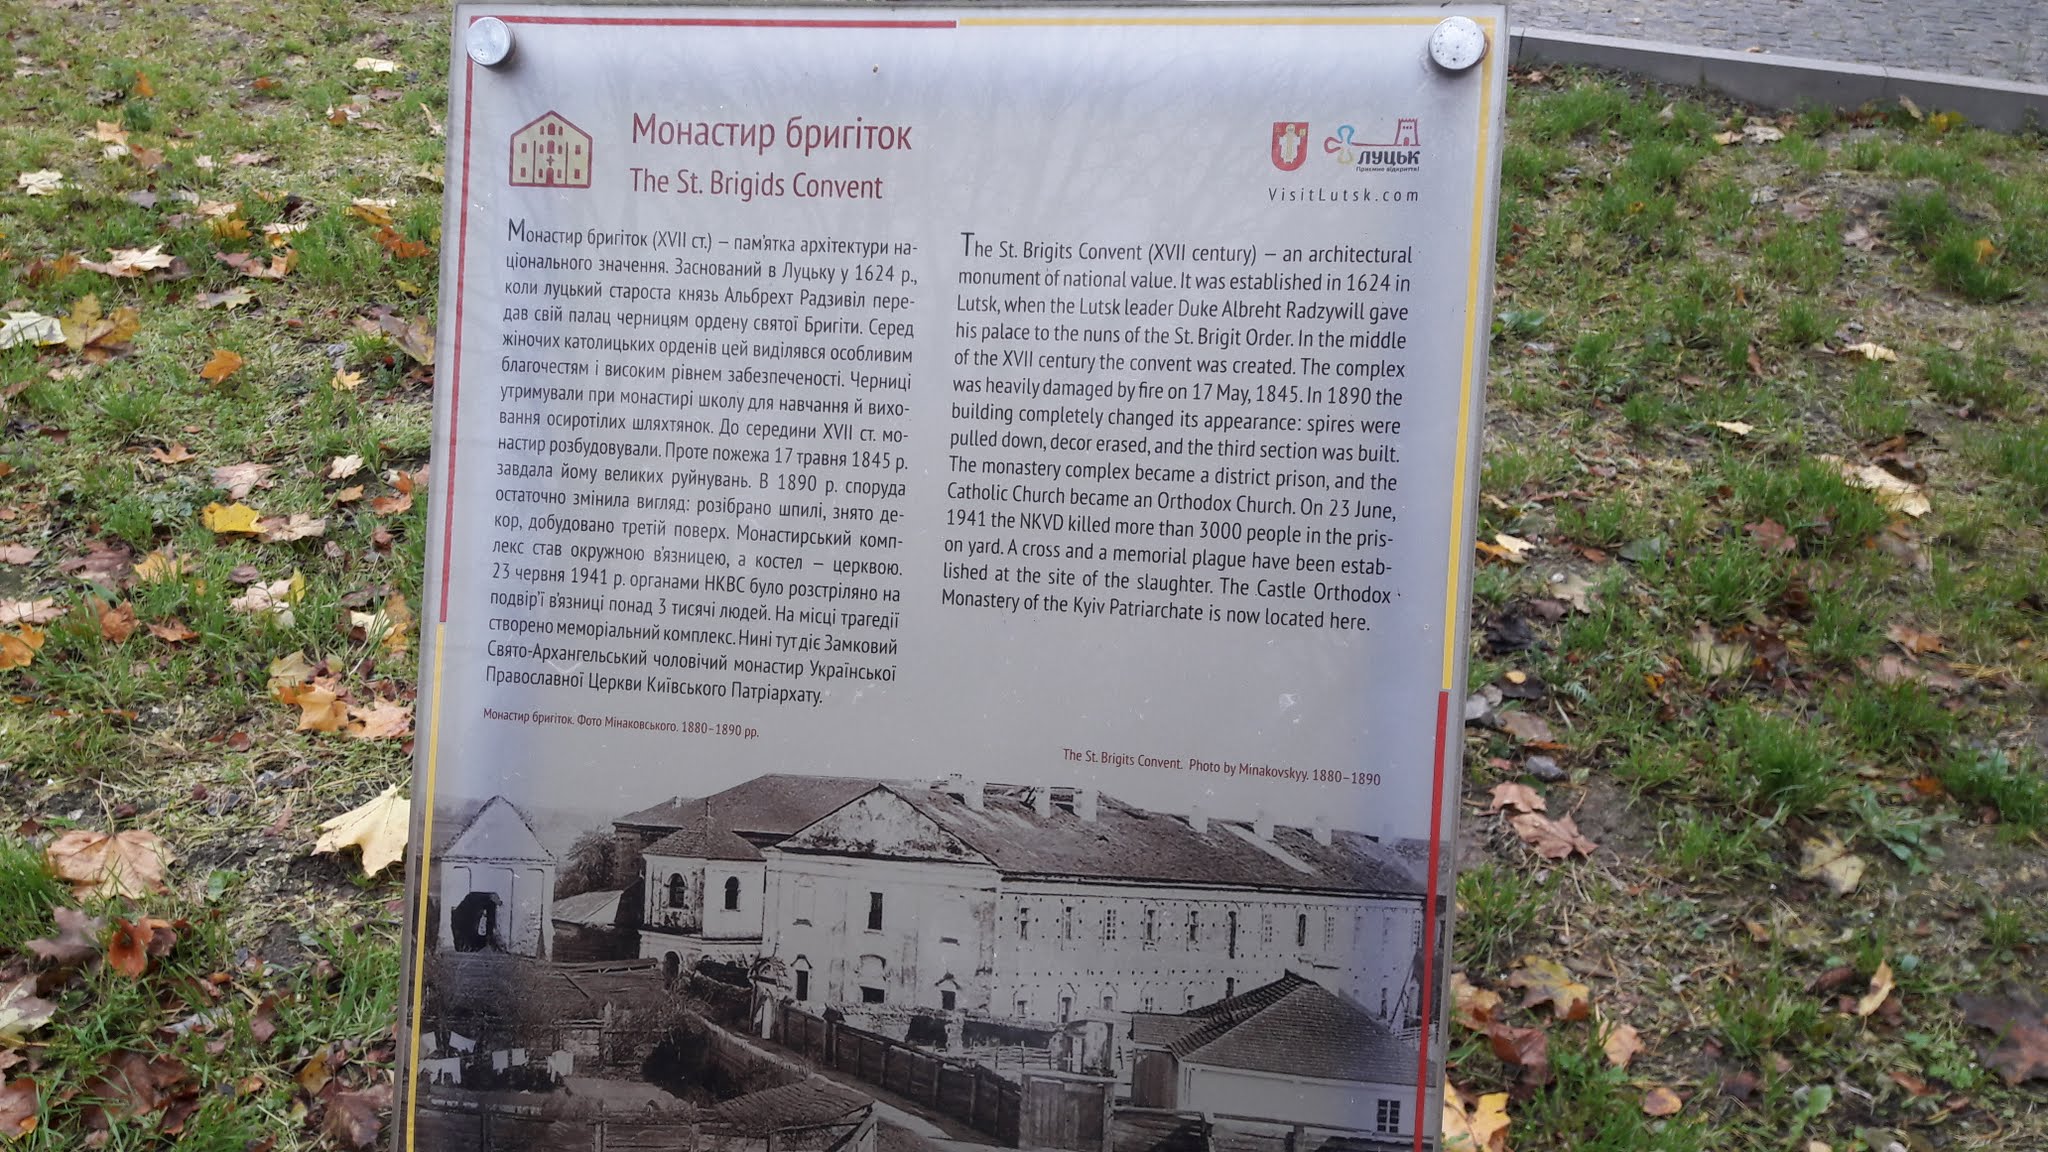 Монастир бригіток
The St. Brigids Convent
ЛУЦЬК
Приємне відкриття!
VisitLutsk.com
Монастир бригіток (XVII ст.) – пам'ятка архітектури на-
ціонального значення. Заснований в Луцьку у 1624 р.,
коли луцький староста князь Альбрехт Радзивіл пере-
дав свій палац черницям ордену святої Бригіти. Серед
жіночих католицьких орденів цей виділявся особливим
благочестям і високим рівнем забезпеченості. Черниці
утримували при монастирі школу для навчання й вихо-
вання осиротілих шляхтянок. До середини XVII ст. мо-
настир розбудовували. Проте пожежа 17 травня 1845 р.
завдала йому великих руйнувань. В 1890 р. споруда
остаточно змінила вигляд: розібрано шпилі, знято де-
кор, добудовано третій поверх. Монастирський комп-
лекс став окружною в'язницею, а костел – церквою.
23 червня 1941 р. органами НКВС було розстріляно на
подвір'ї в'язниці понад 3 тисячі людей. На місці трагедії
створено меморіальний комплекс. Нині тут діє Замковий
Свято-Архангельський чоловічий монастир Української
Православної Церкви Київського Патріархату.
The St. Brigits Convent (XVII century) – an architectural
monument of national value. It was established in 1624 in
Lutsk, when the Lutsk leader Duke Albreht Radzywill gave
his palace to the nuns of the St. Brigit Order. In the middle
of the XVII century the convent was created. The complex
was heavily damaged by fire on 17 May, 1845. In 1890 the
building completely changed its appearance: spires were
pulled down, decor erased, and the third section was built.
The monastery complex became a district prison, and the
Catholic Church became an Orthodox Church. On 23 June,
1941 the NKVD killed more than 3000 people in the pris-
on yard. A cross and a memorial plague have been estab-
lished at the site of the slaughter. The Castle Orthodox
Monastery of the Kyiv Patriarchate is now located here.
Монастир бригіток. Фото Мінаковського. 1880–1890 рр.
The St. Brigits Convent. Photo by Minakovskyy. 1880–1890